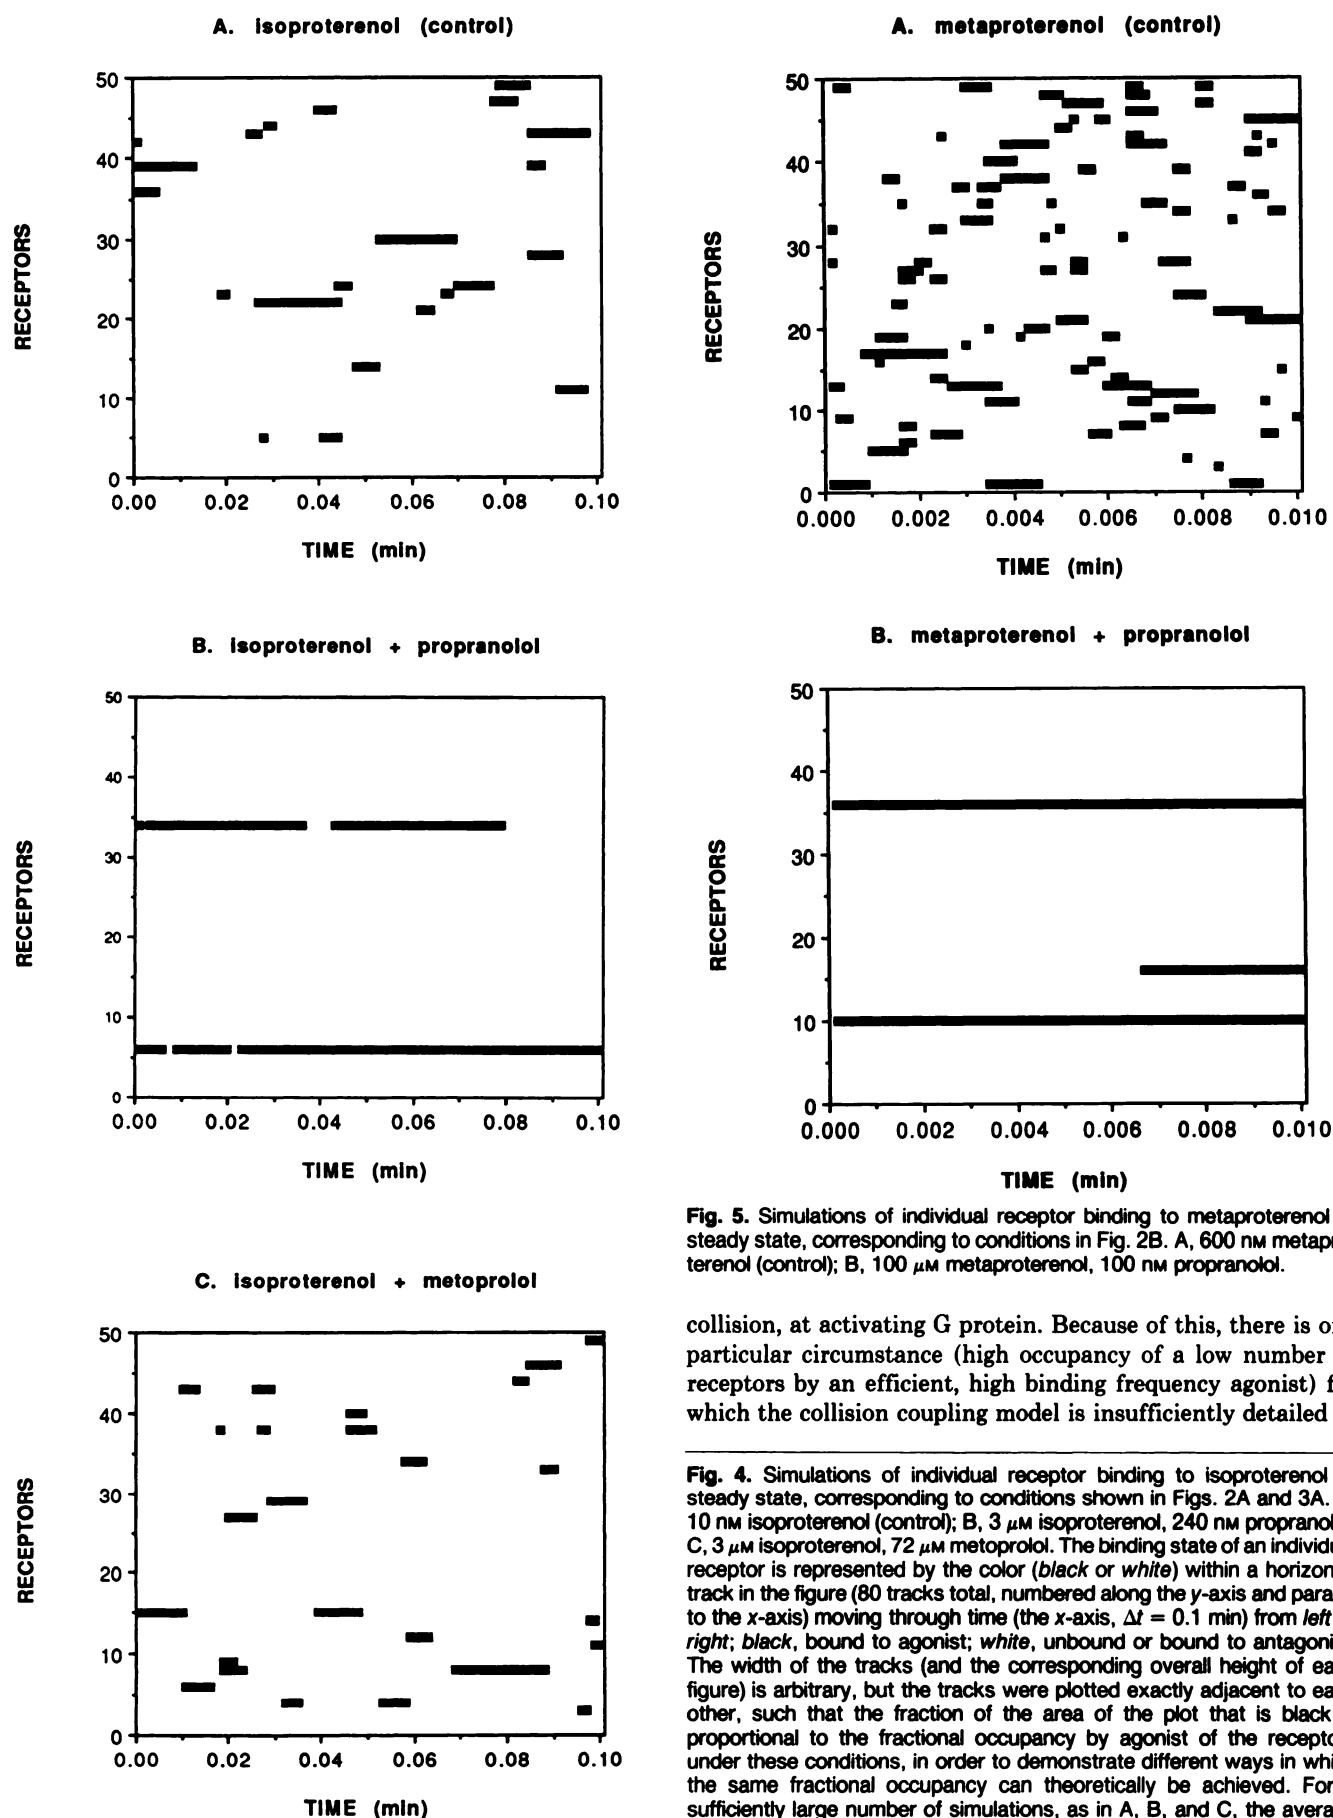 A. isoproterenol (control)
RECEPTORS
50
40
30
20
10
0
0.00 0.02 0.04 0.06 0.08 0.10
TIME (min)
B. isoproterenol + propranolol
RECEPTORS
50
40
30
20
10
0
0.00 0.02 0.04 0.06 0.08 0.10
TIME (min)
C. isoproterenol + metoprolol
RECEPTORS
50
40
30
20
10
0
0.00 0.02 0.04 0.06 0.08 0.10
TIME (min)
A. metaproterenol (control)
RECEPTORS
50
40
30
20
10
0
0.000 0.002 0.004 0.006 0.008 0.010
TIME (min)
B. metaproterenol + propranolol
RECEPTORS
50
40
30
20
10
0
0.000 0.002 0.004 0.006 0.008 0.010
TIME (min)
Fig. 5. Simulations of individual receptor binding to metaproterenol
steady state, corresponding to conditions in Fig. 2B. A, 600 nM metapr
terenol (control); B, 100 μM metaproterenol, 100 nM propranolol.
collision, at activating G protein. Because of this, there is o
particular circumstance (high occupancy of a low number
receptors by an efficient, high binding frequency agonist) f
which the collision coupling model is insufficiently detailed
Fig. 4. Simulations of individual receptor binding to isoproterenol
steady state, corresponding to conditions shown in Figs. 2A and 3A.
10 nM isoproterenol (control); B, 3 μM isoproterenol, 240 nM propranol
C, 3 μM isoproterenol, 72 μM metoprolol. The binding state of an individu
receptor is represented by the color (black or white) within a horizon
track in the figure (80 tracks total, numbered along the y-axis and para
to the x-axis) moving through time (the x-axis, Δt = 0.1 min) from left
right; black, bound to agonist; white, unbound or bound to antagoni
The width of the tracks (and the corresponding overall height of ea
figure) is arbitrary, but the tracks were plotted exactly adjacent to ea
other, such that the fraction of the area of the plot that is black
proportional to the fractional occupancy by agonist of the recepto
under these conditions, in order to demonstrate different ways in whi
the same fractional occupancy can theoretically be achieved. For
sufficiently large number of simulations, as in A, B, and C, the avera